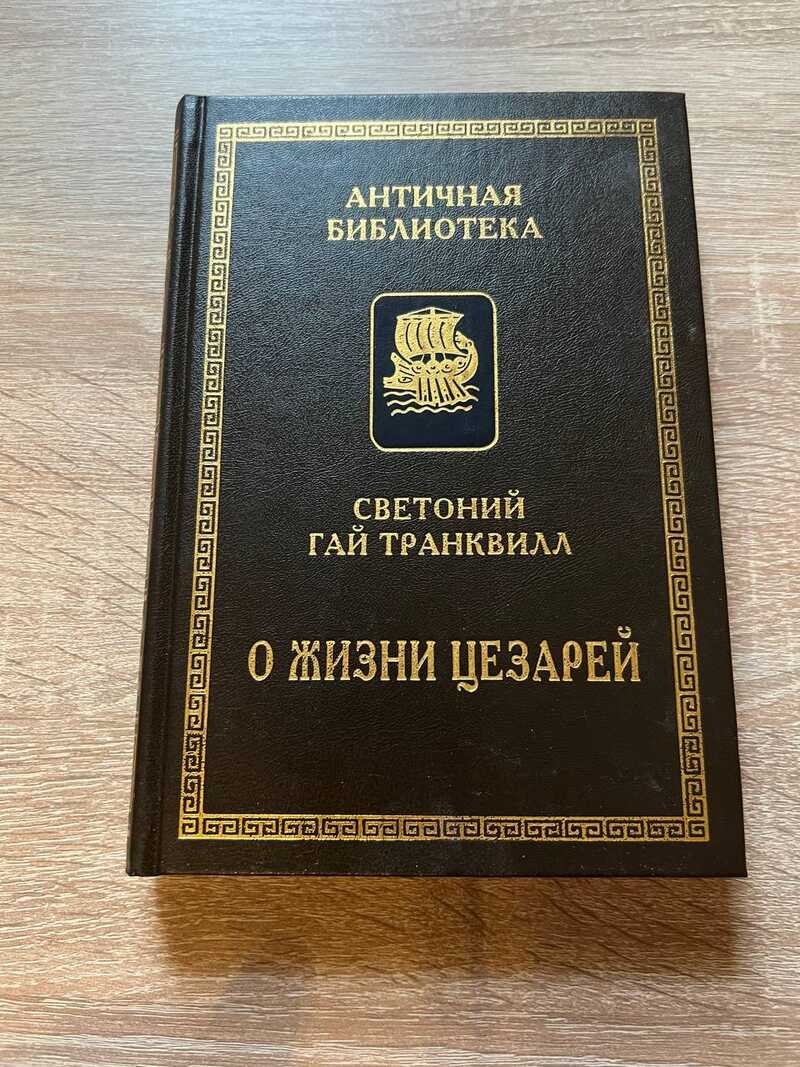 АНТИЧНАЯ
БИБЛИОТЕКА
СВЕТОНИЙ
ГАЙ ТРАНКВИЛЛ
О ЖИЗНИ ЦЕЗАРЕЙ